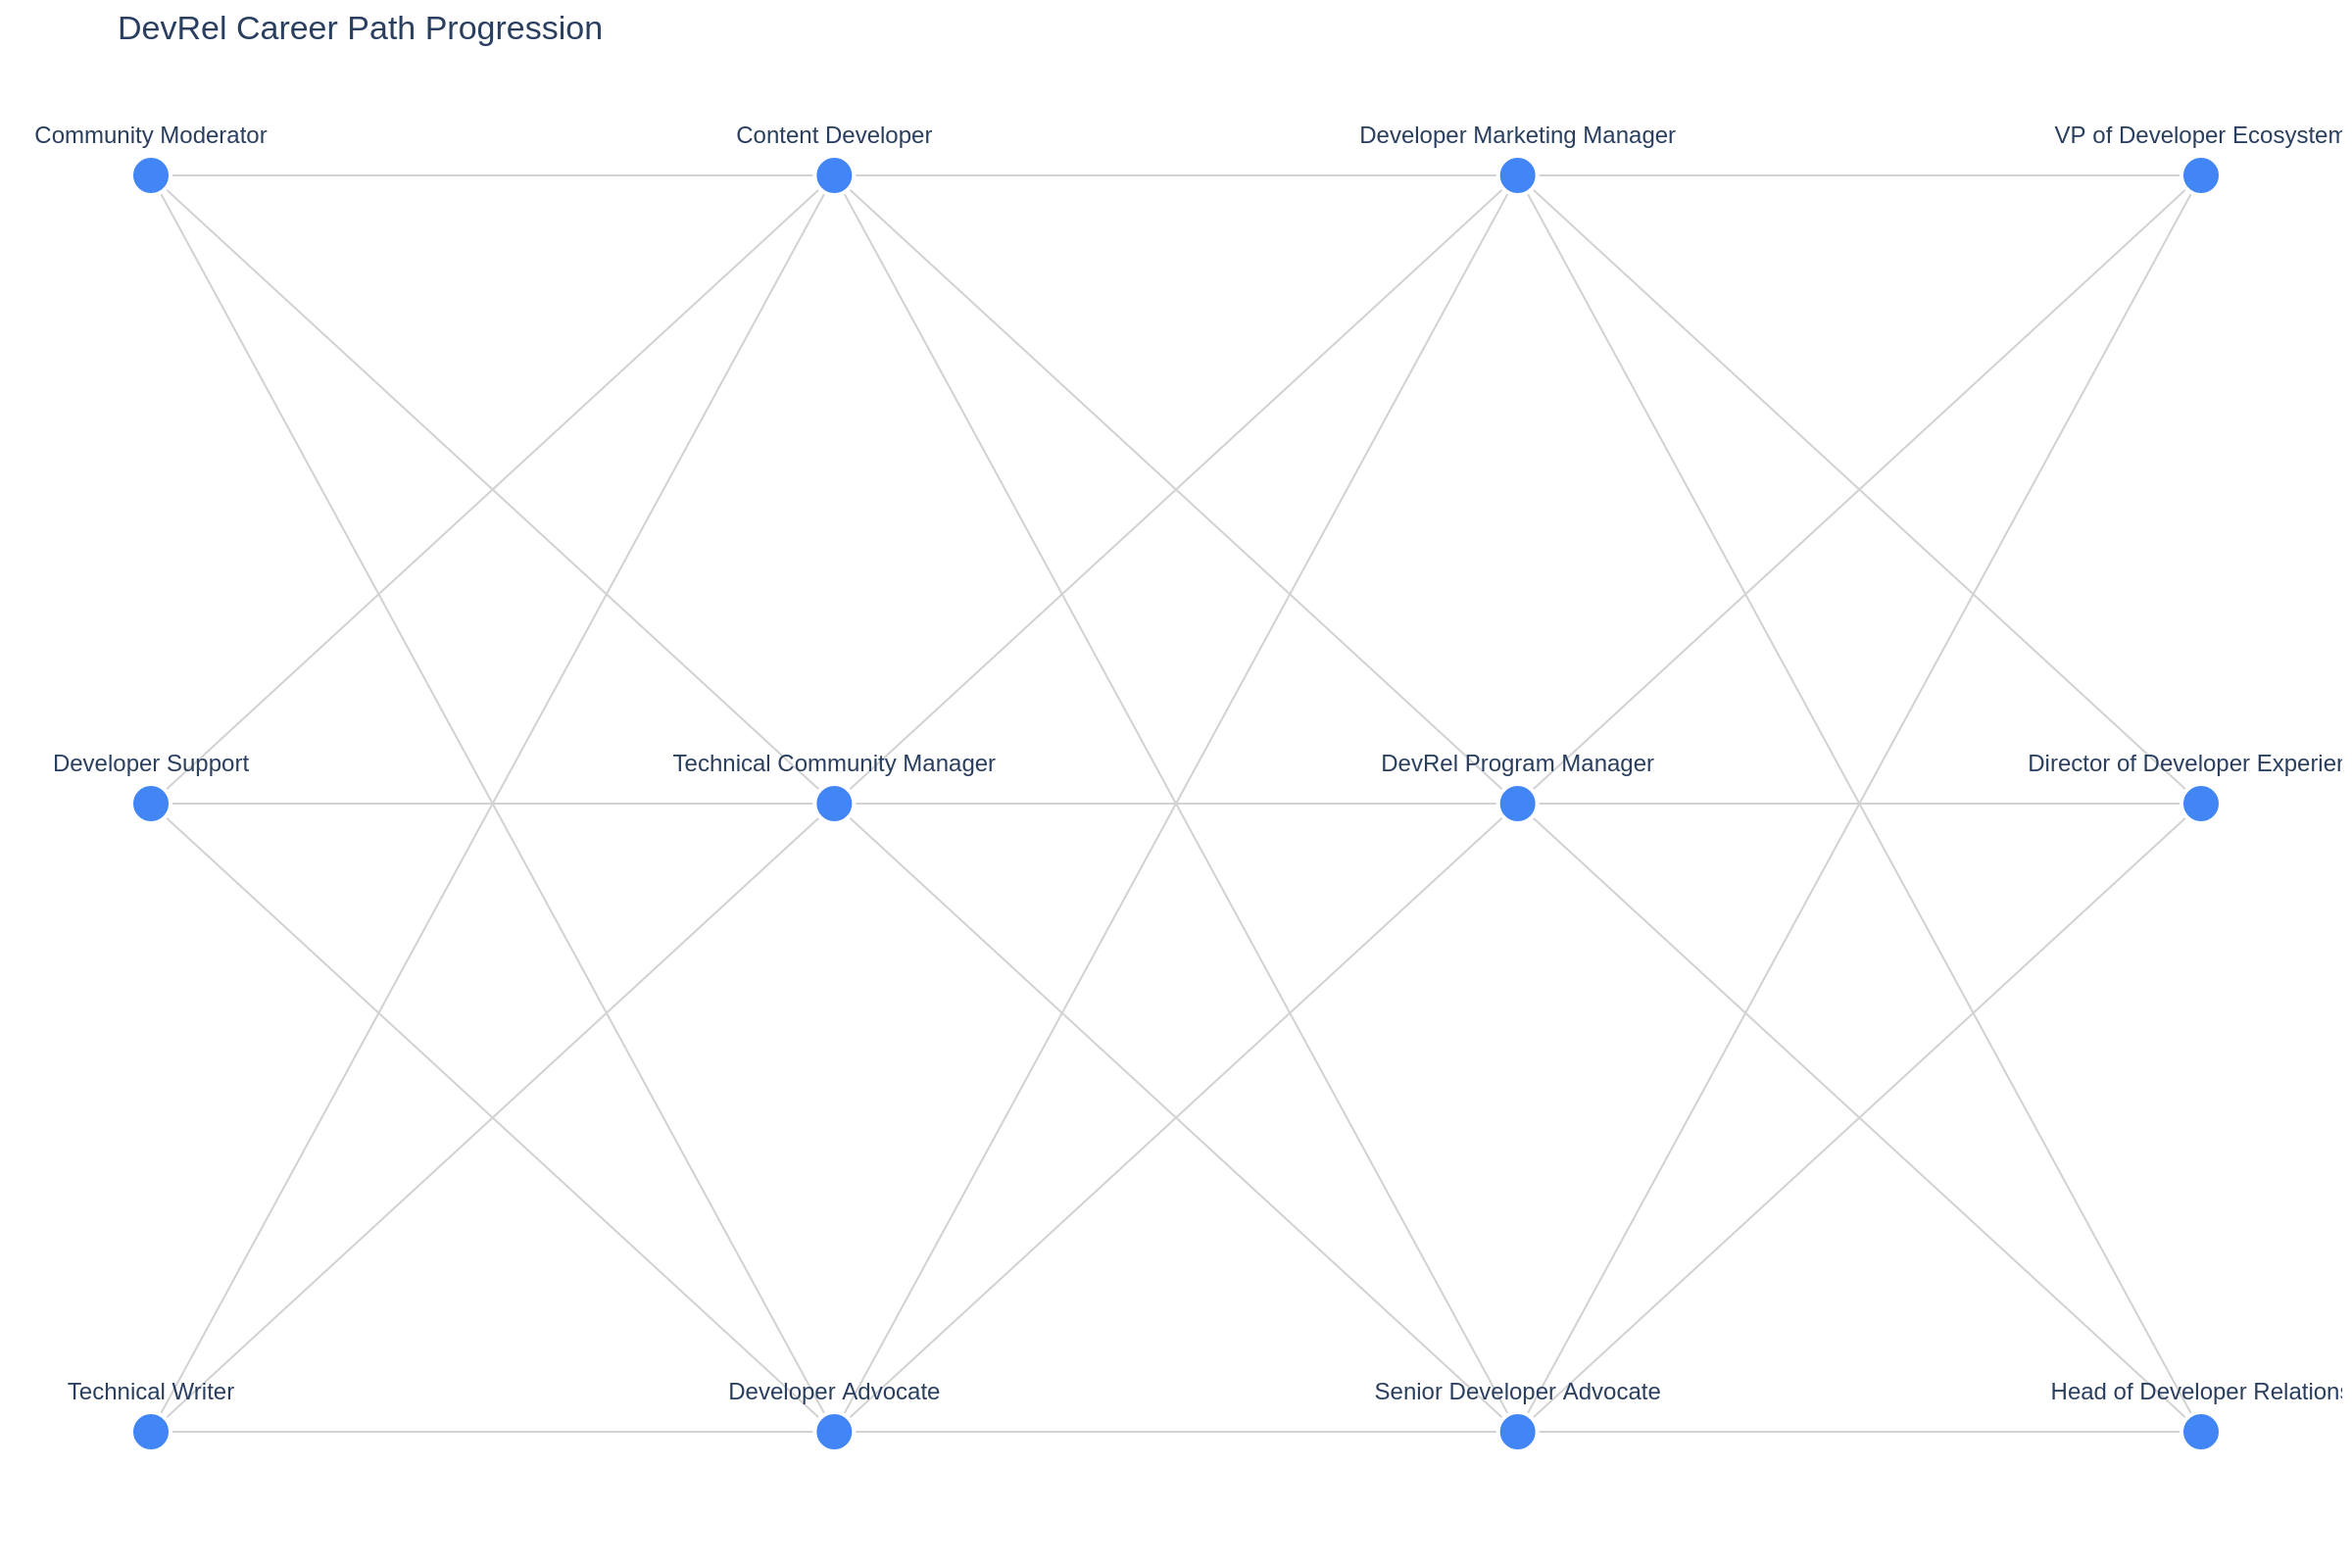 DevRel Career Path Progression
Community Moderator
Content Developer
Developer Marketing Manager
VP of Developer Ecosystem
Developer Support
Technical Community Manager
DevRel Program Manager
Director of Developer Experien
Technical Writer
Developer Advocate
Senior Developer Advocate
Head of Developer Relations